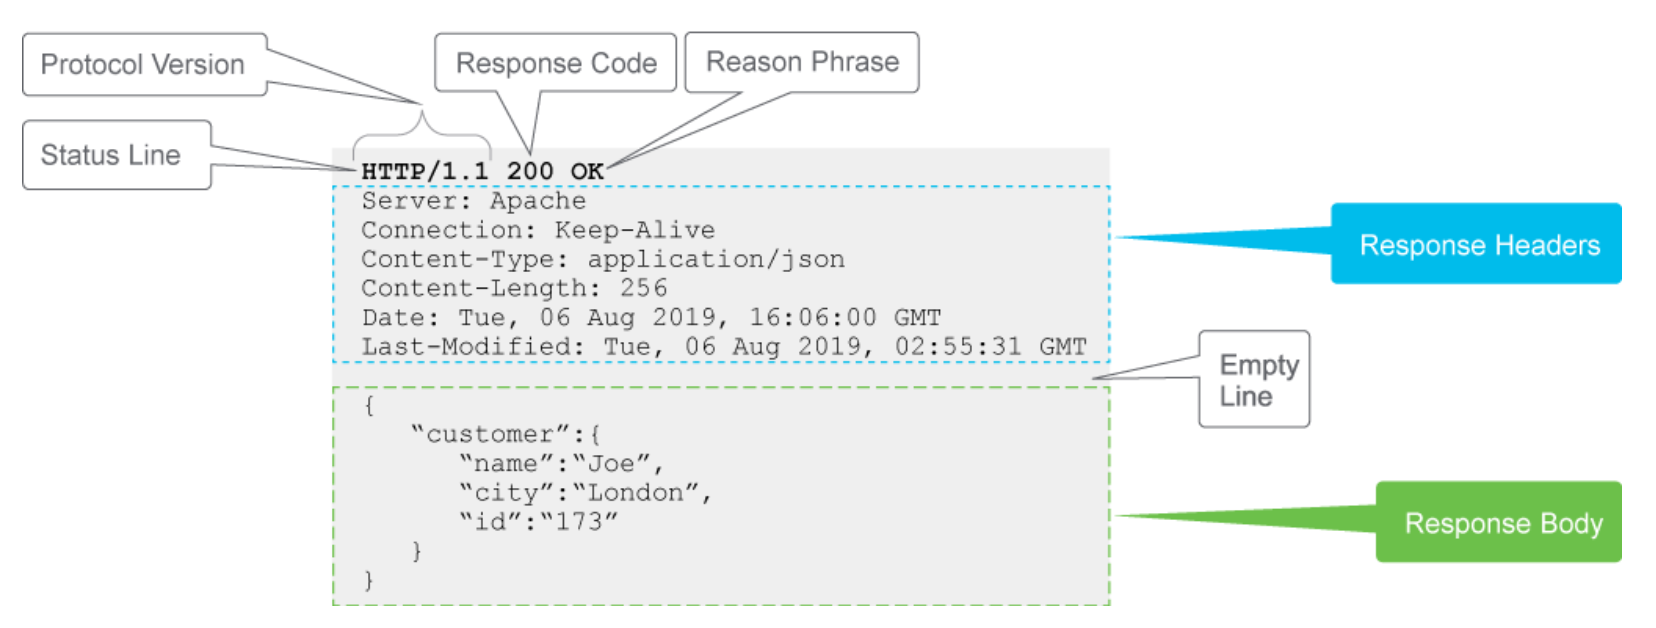 Protocol Version
Response Code
Reason Phrase
Status Line
HTTP/1.1 200 OK
Server: Apache
Connection: Keep-Alive
Content-Type: application/json
Content-Length: 256
Date: Tue, 06 Aug 2019, 16:06:00 GMT
Last-Modified: Tue, 06 Aug 2019, 02:55:31 GMT
Response Headers
Empty
Line
{
“customer”:{
“name”:“Joe”,
“city”:“London”,
“id”:“173”
}
}
Response Body